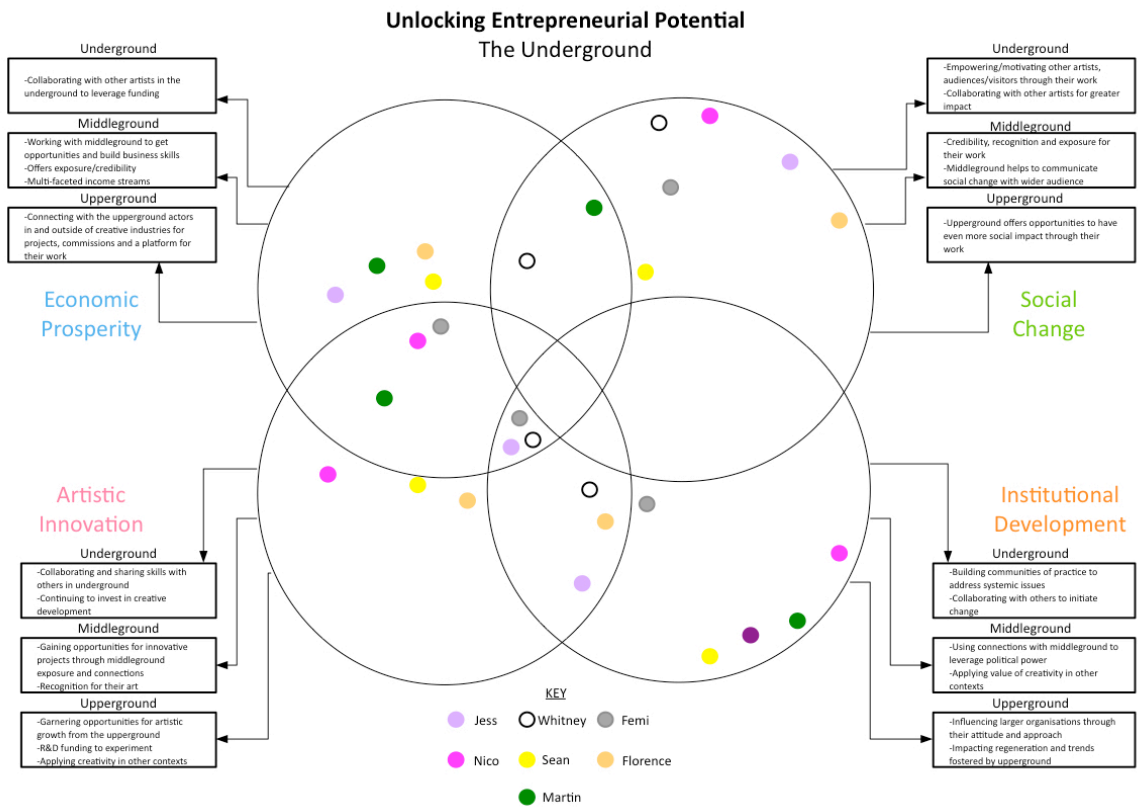 Unlocking Entrepreneurial Potential
The Underground
Underground
-Collaborating with other artists in the
underground to leverage funding
Middleground
-Working with middleground to get
opportunities and build business skills
-Offers exposure/credibility
-Multi-faceted income streams
Upperground
-Connecting with the upperground actors
in and outside of creative industries for
projects, commissions and a platform for
their work
Economic
Prosperity
Underground
-Empowering/motivating other artists,
audiences/visitors through their work
-Collaborating with other artists for greater
impact
Middleground
-Credibility, recognition and exposure for
their work
-Middleground helps to communicate
social change with wider audience
Upperground
-Upperground offers opportunities to have
even more social impact through their
work
Social
Change
Artistic
Innovation
Underground
-Collaborating and sharing skills with
others in underground
-Continuing to invest in creative
development
Middleground
-Gaining opportunities for innovative
projects through middleground
exposure and connections
-Recognition for their art
Upperground
-Garnering opportunities for artistic
growth from the upperground
-R&D funding to experiment
-Applying creativity in other contexts
Institutional
Development
Underground
-Building communities of practice to
address systemic issues
-Collaborating with others to initiate
change
Middleground
-Using connections with middleground to
leverage political power
-Applying value of creativity in other
contexts
Upperground
-Influencing larger organisations through
their attitude and approach
-Impacting regeneration and trends
fostered by upperground
KEY
Jess Whitney Femi
Nico Sean Florence
Martin